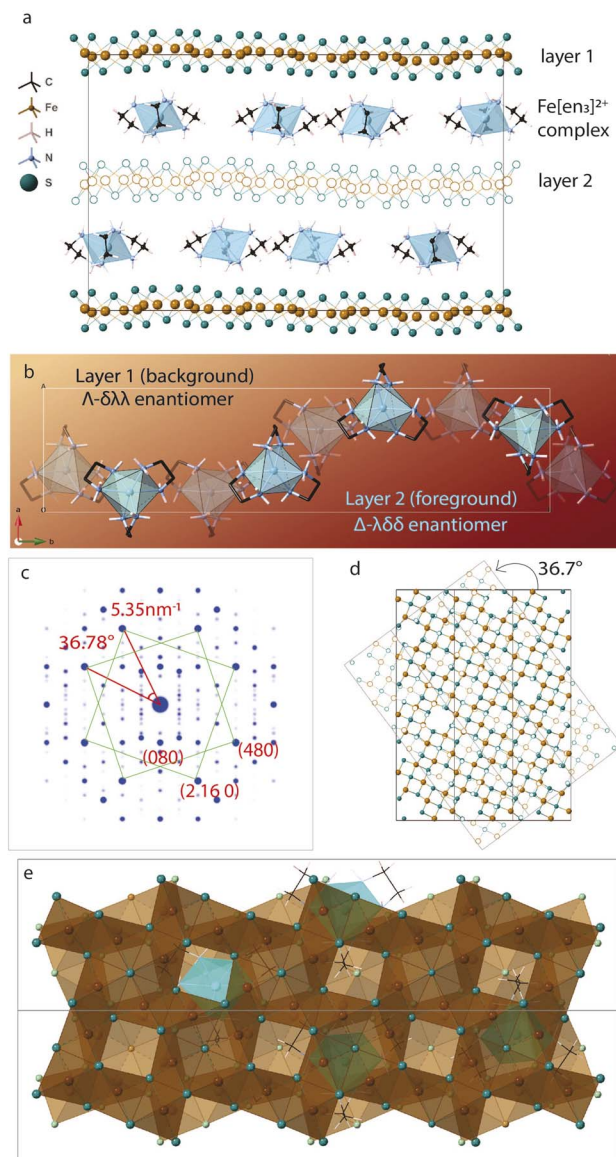 a
layer 1
C
Fe
H
N
S
Fe[en₃]²⁺
complex
layer 2
b
A
Layer 1 (background)
Λ-δλλ enantiomer
Layer 2 (foreground)
Δ-λδδ enantiomer
O
a
b
c
5.35nm⁻¹
36.78°
(080)
(480)
(2 16 0)
d
36.7°
e